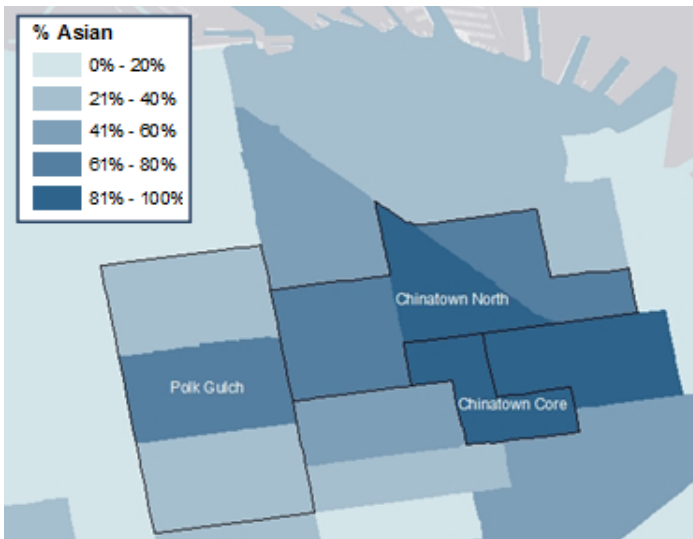 % Asian
0% - 20%
21% - 40%
41% - 60%
61% - 80%
81% - 100%
Chinatown North
Polk Gulch
Chinatown Core